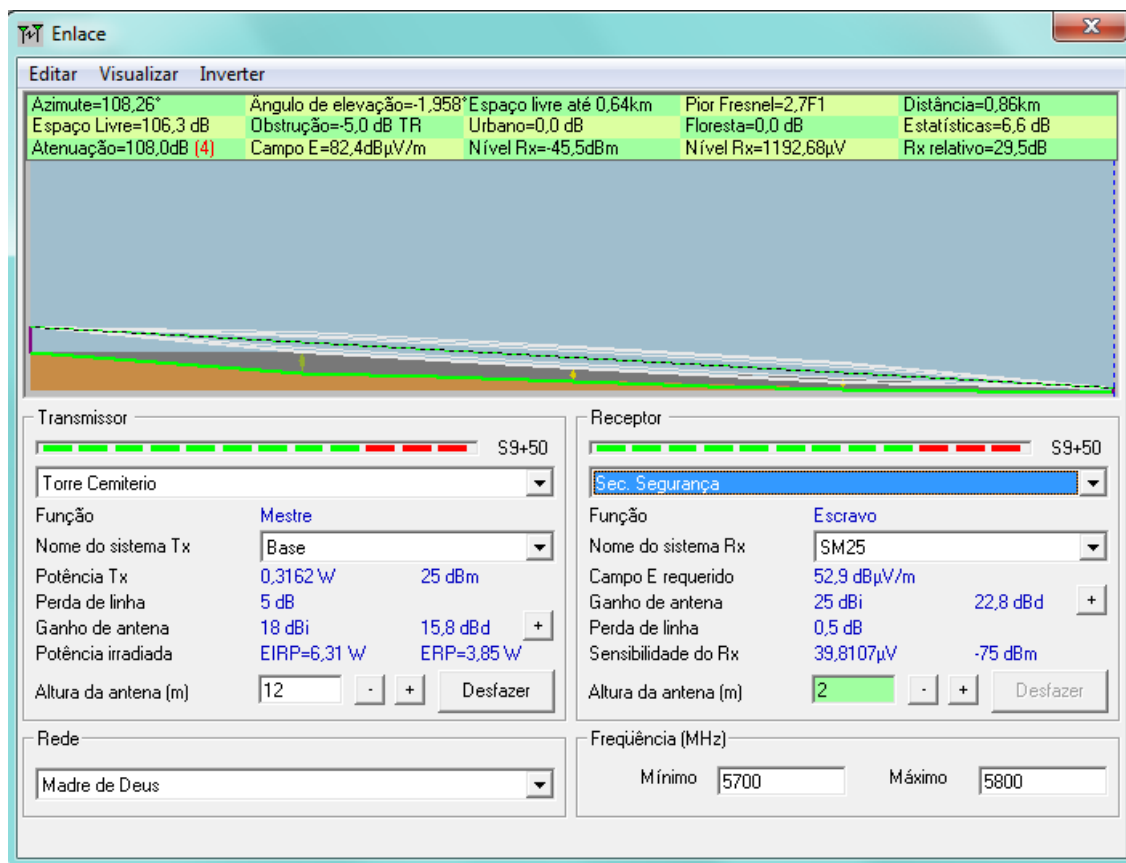 Enlace
Editar Visualizar Inverter
Azimute=108,26° Ângulo de elevação=-1,958° Espaço livre até 0,64km Pior Fresnel=2,7F1 Distância=0,86km
Espaço Livre=106,3 dB Obstrução=-5,0 dB TR Urbano=0,0 dB Floresta=0,0 dB Estatísticas=6,6 dB
Atenuação=108,0dB (4) Campo E=82,4dBµV/m Nível Rx=-45,5dBm Nível Rx=1192,68µV Rx relativo=29,5dB
Transmissor
S9+50
Torre Cemiterio
Função Mestre
Nome do sistema Tx Base
Potência Tx 0,3162 W 25 dBm
Perda de linha 5 dB
Ganho de antena 18 dBi 15,8 dBd +
Potência irradiada EIRP=6,31 W ERP=3,85 W
Altura da antena (m) 12 - + Desfazer
Receptor
S9+50
Sec. Segurança
Função Escravo
Nome do sistema Rx SM25
Campo E requerido 52,9 dBµV/m
Ganho de antena 25 dBi 22,8 dBd +
Perda de linha 0,5 dB
Sensibilidade do Rx 39,8107µV -75 dBm
Altura da antena (m) 2 - + Desfazer
Rede
Madre de Deus
Freqüência (MHz)
Mínimo 5700 Máximo 5800